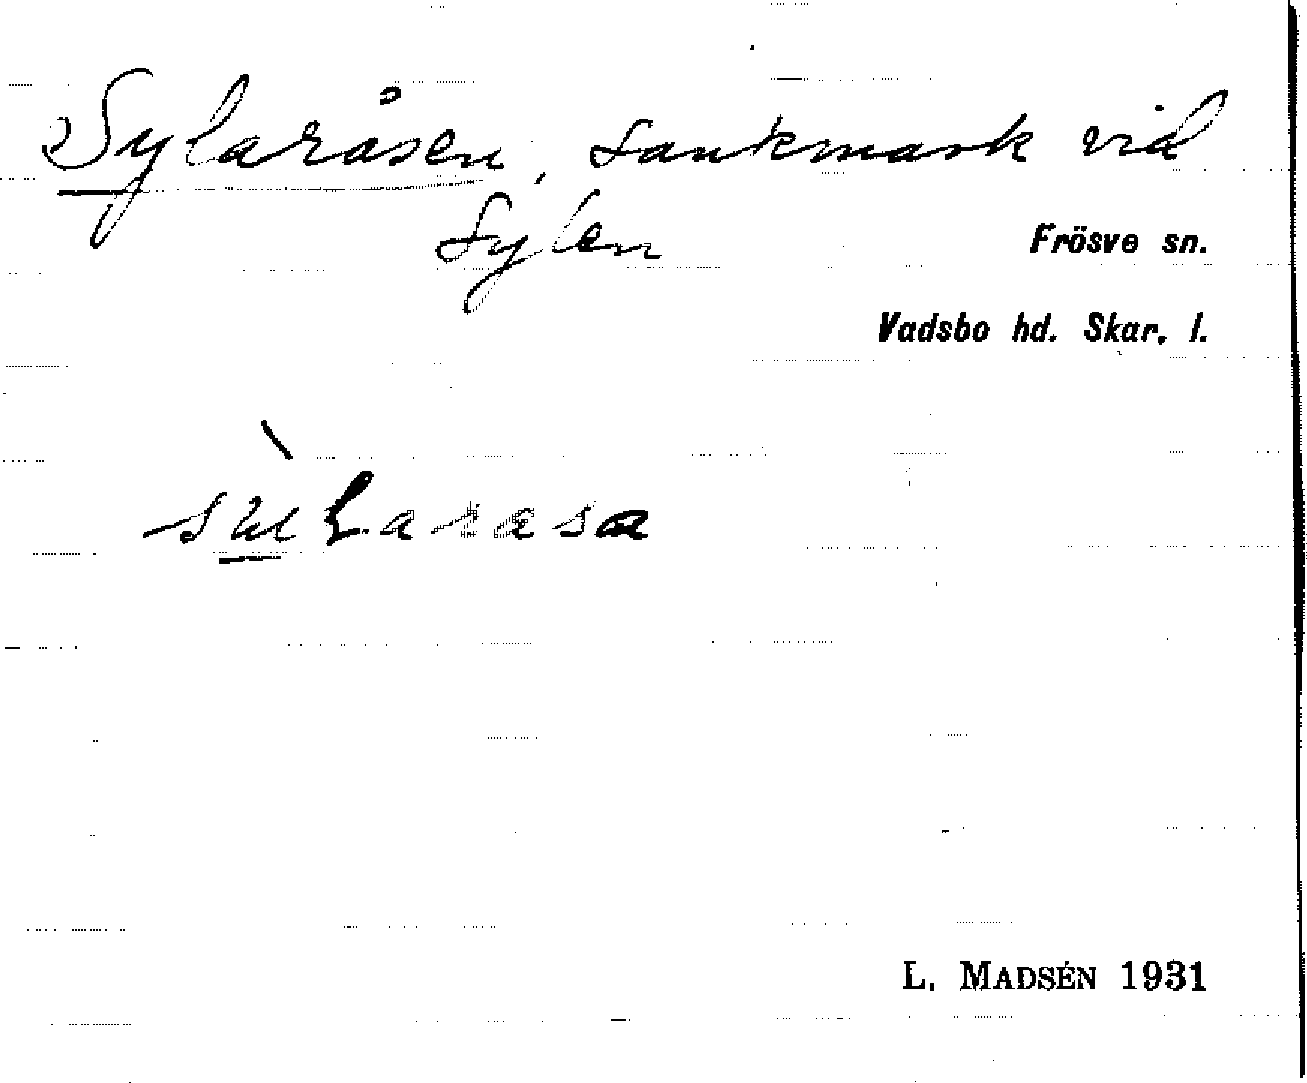 Sylaråsen, sankmark vid
Sylen
Frösve sn.
Vadsbo hd. Skar. l.
L. MADSÉN 1931